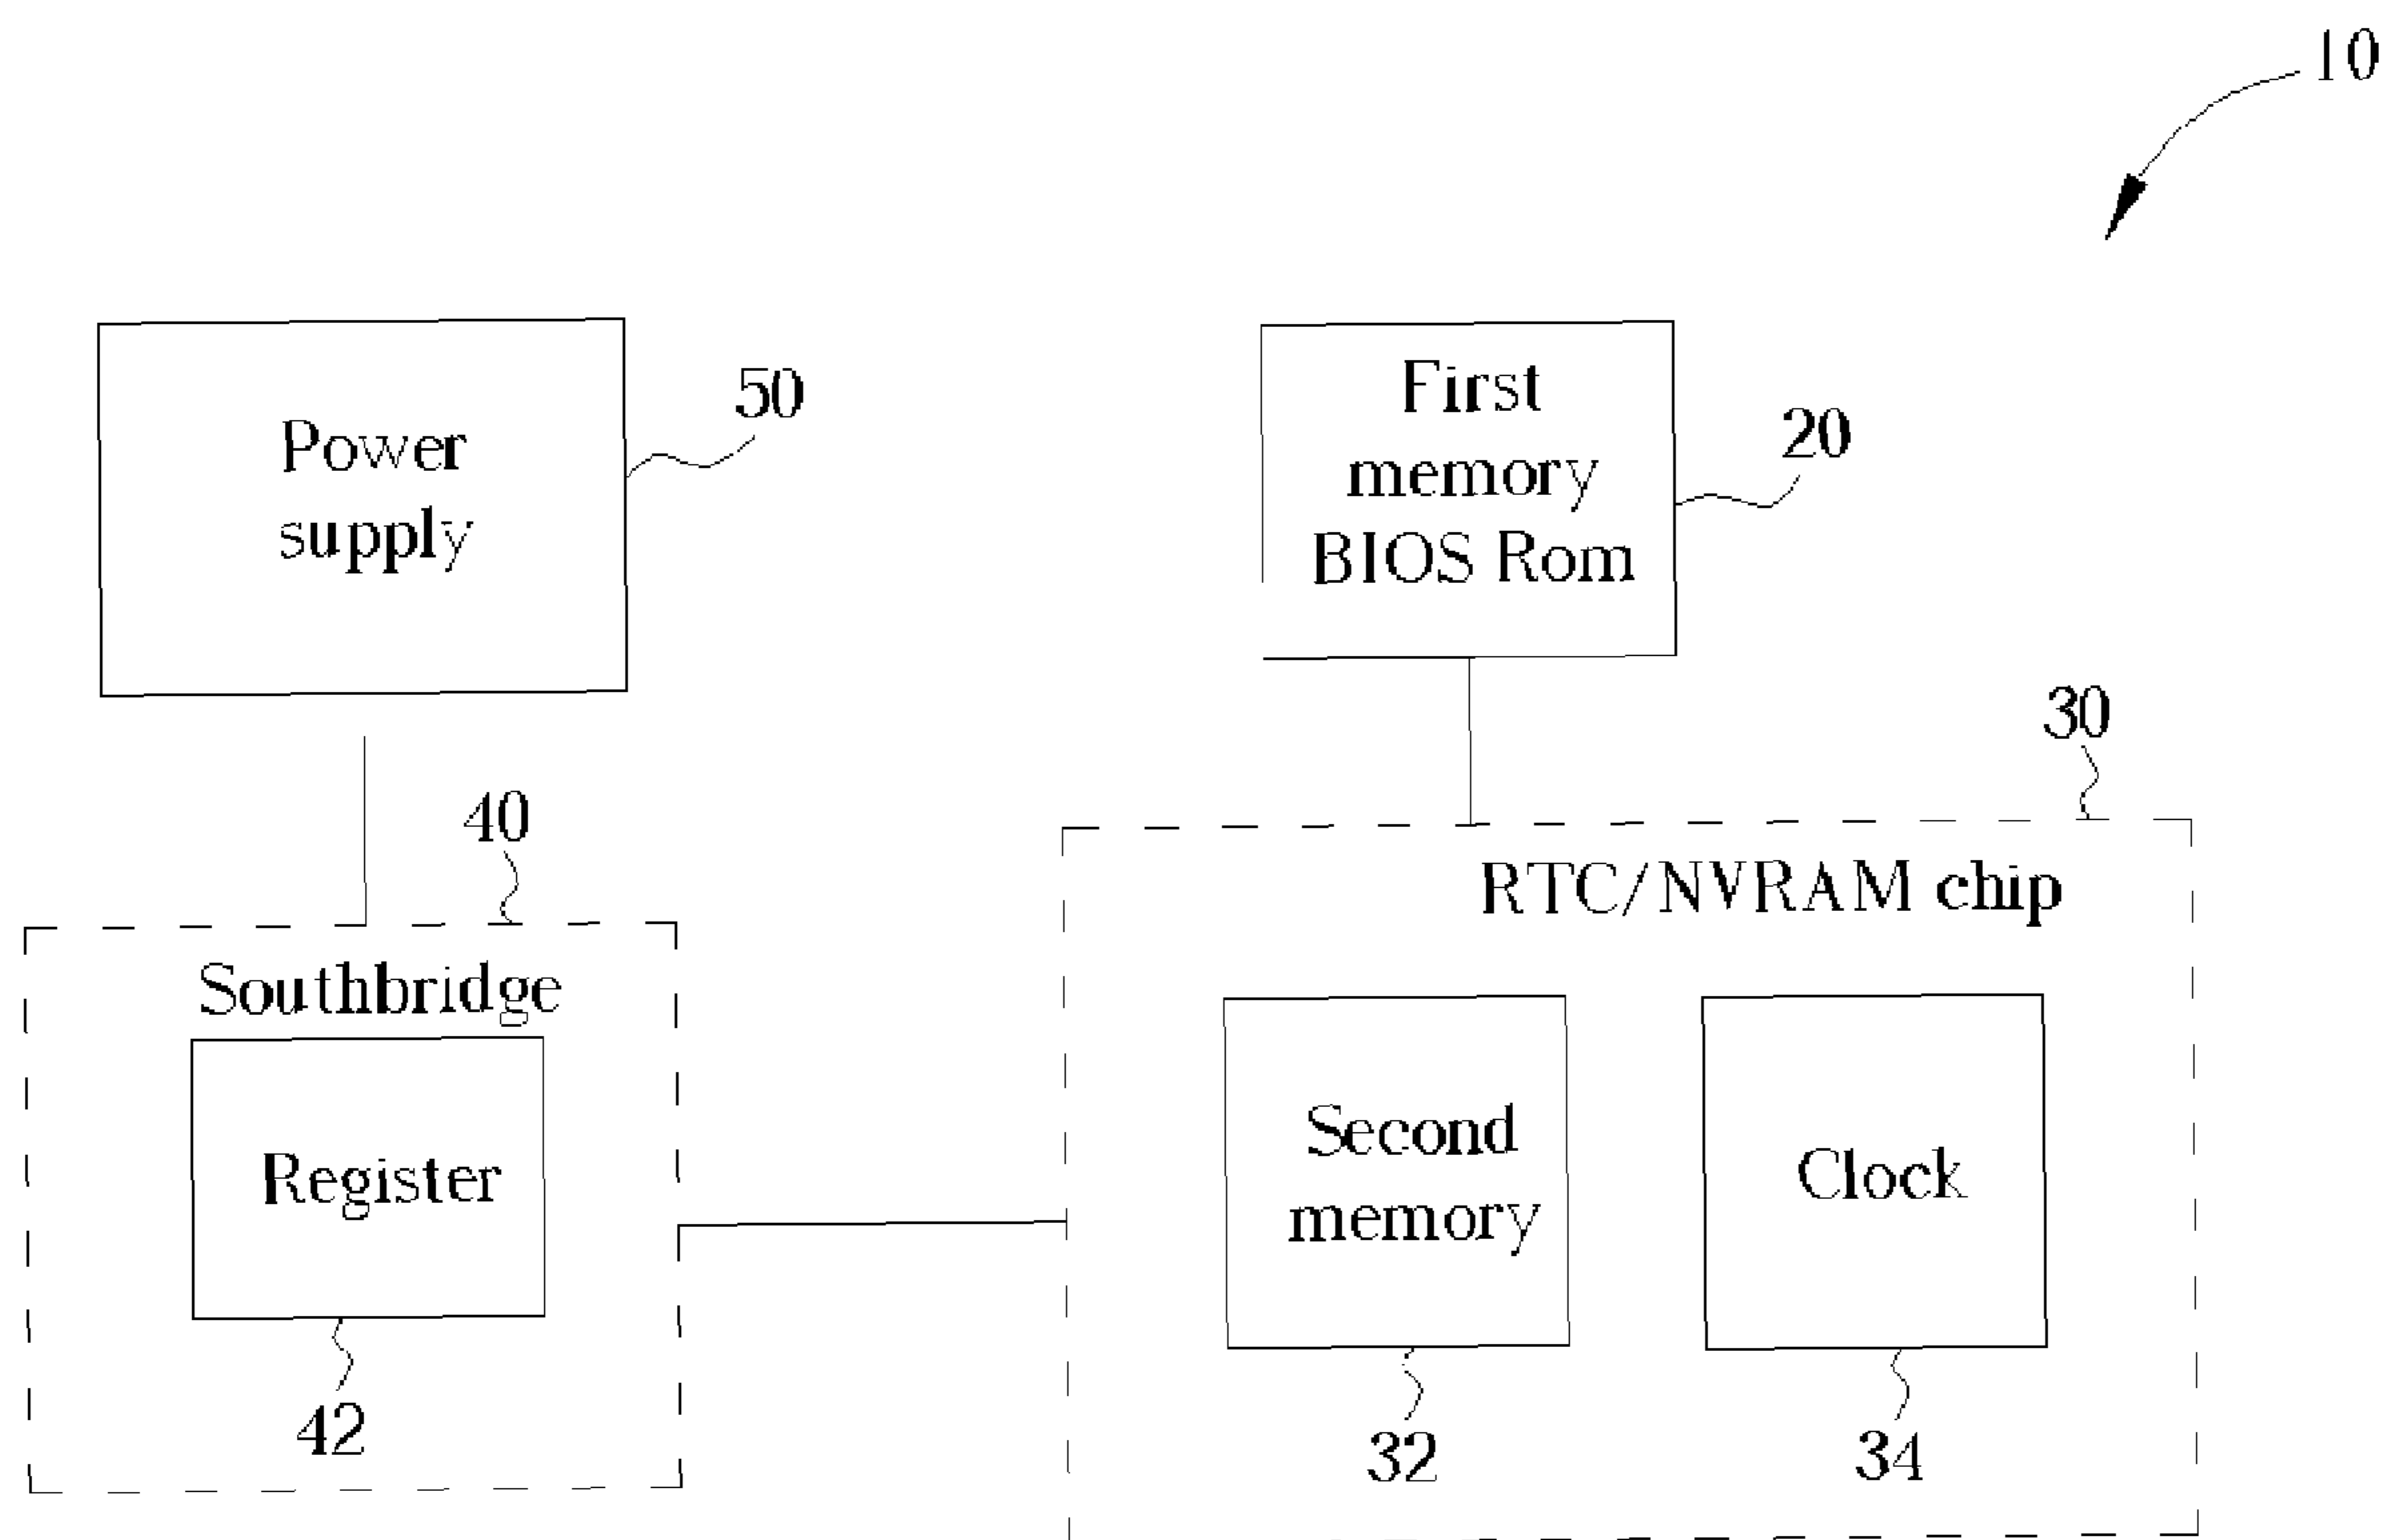 10
Power
supply
50
First
memory
BIOS Rom
20
30
40
RTC/NVRAM chip
Southbridge
Register
Second
memory
Clock
42
32
34